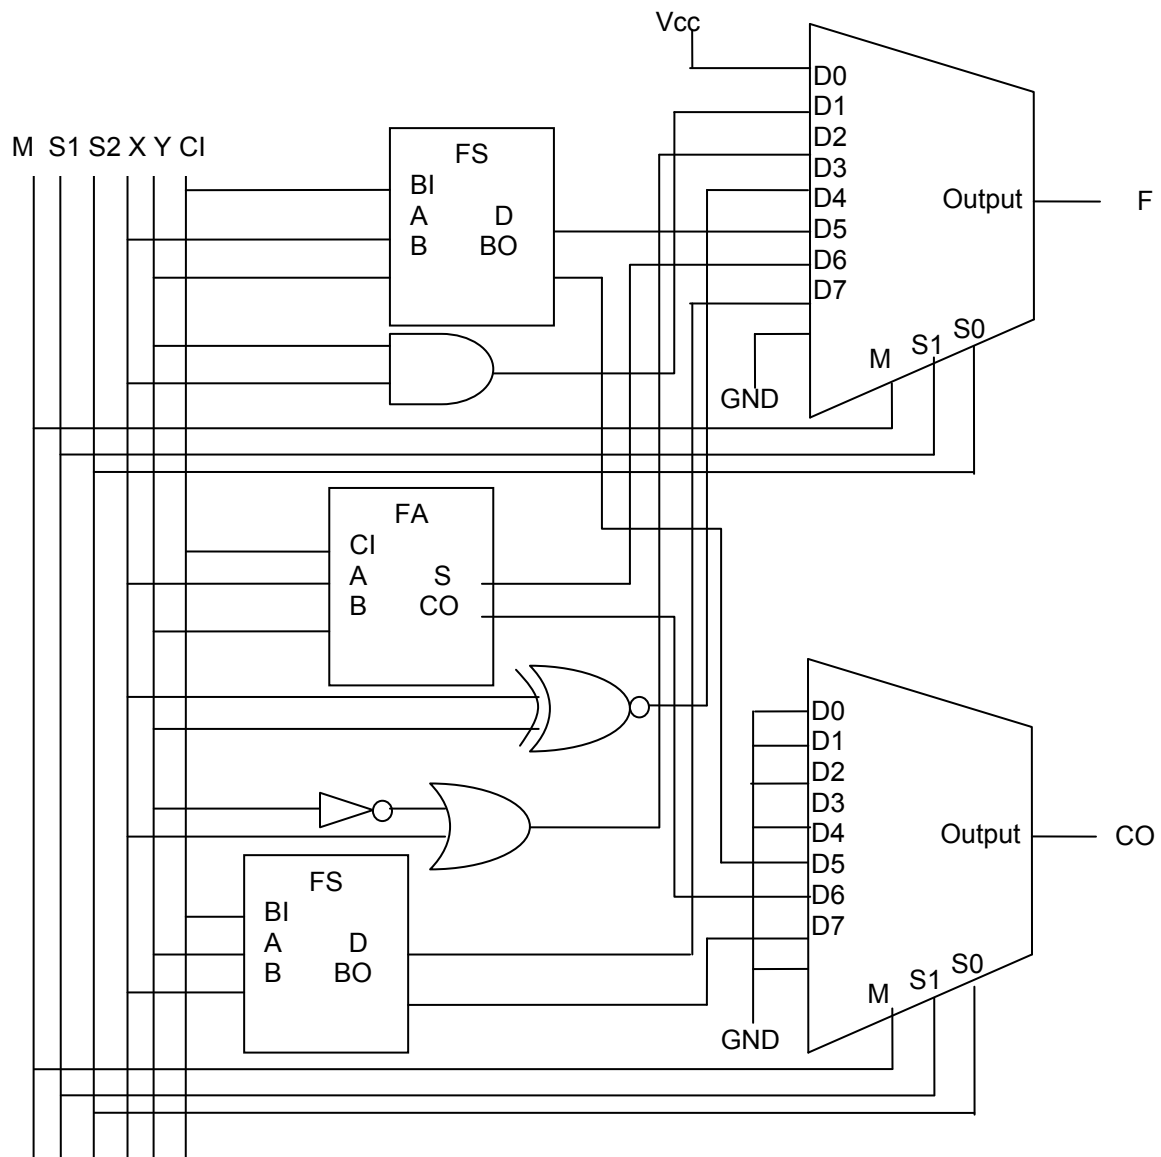 Vcc
D0
D1
D2
D3
D4
D5
D6
D7
Output
F
M
S1
S0
GND
M S1 S2 X Y CI
FS
BI
A D
B BO
FA
CI
A S
B CO
D0
D1
D2
D3
D4
D5
D6
D7
Output
CO
M
S1
S0
GND
FS
BI
A D
B BO